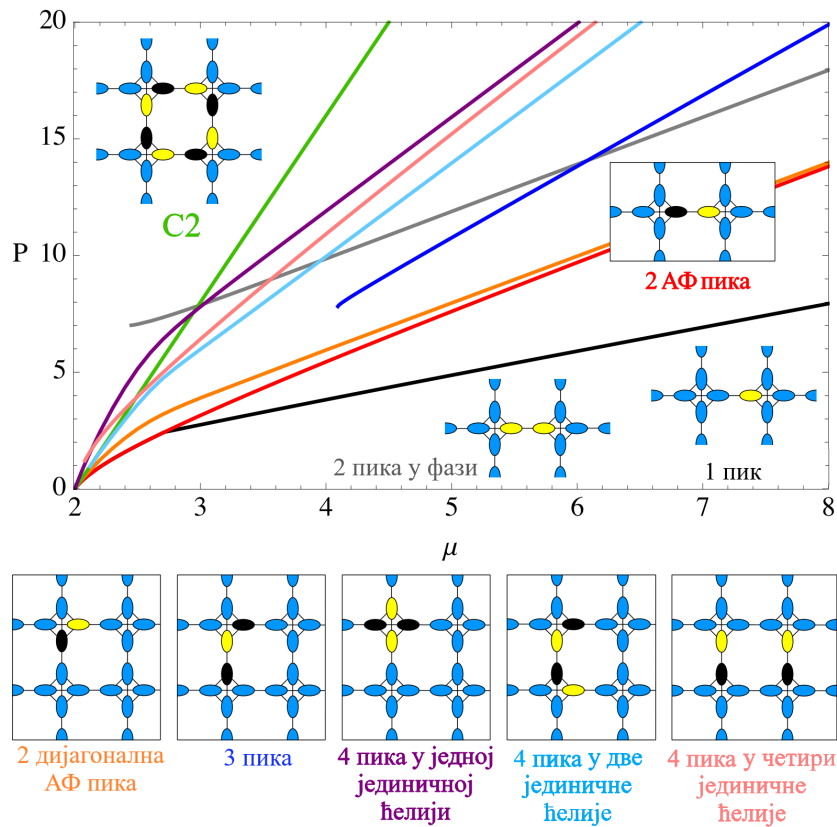 20
15
10
5
0
P
C2
2 АФ пика
2 пика у фази
1 пик
2 3 4 5 6 7 8
μ
2 дијагонална
АФ пика
3 пика
4 пика у једној
јединичној
ћелији
4 пика у две
јединичне
ћелије
4 пика у четири
јединичне
ћелије